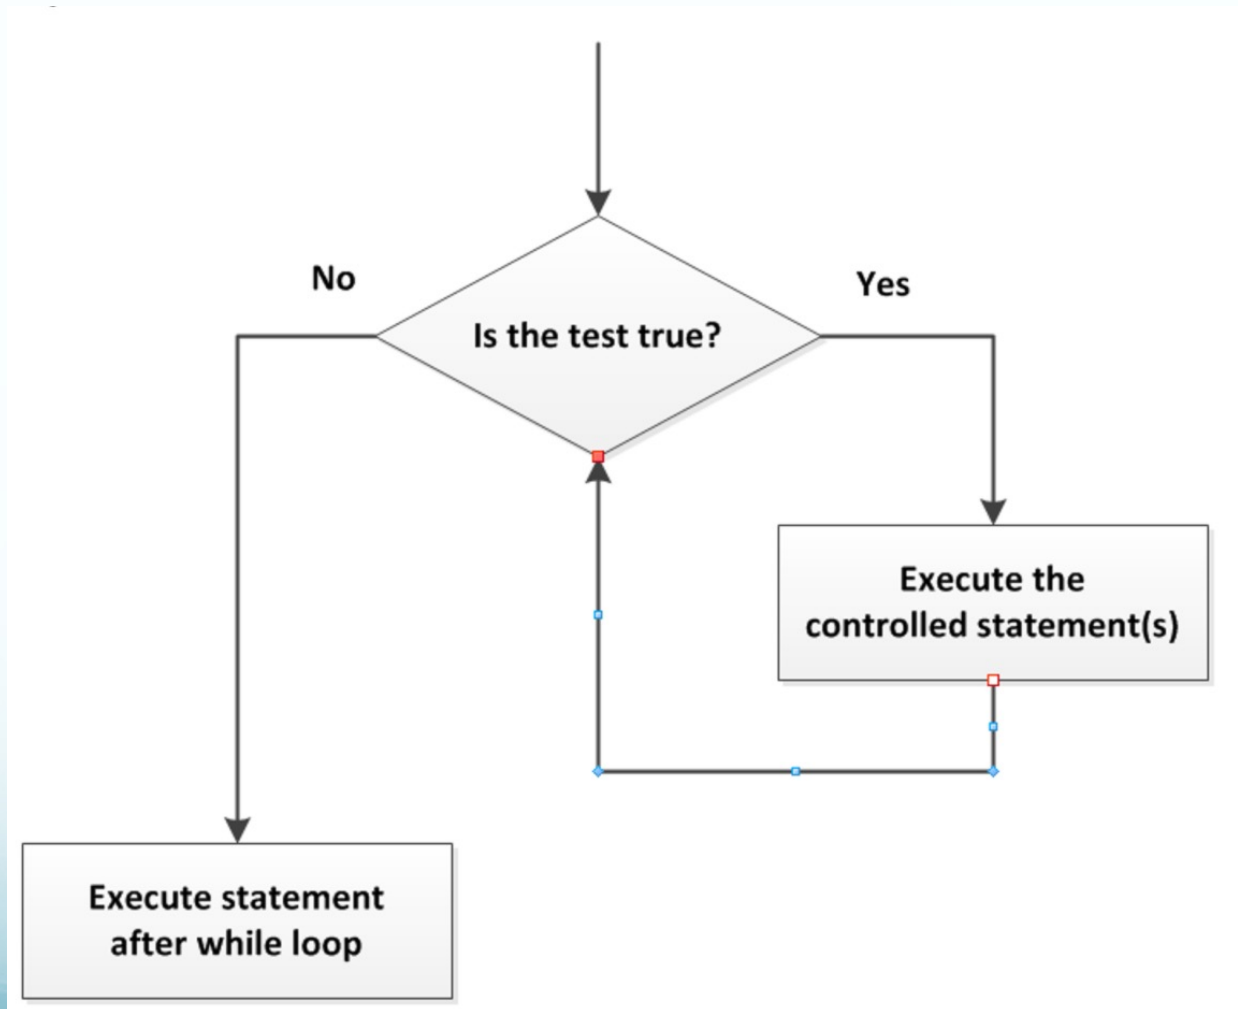 No
Yes
Is the test true?
Execute the
controlled statement(s)
Execute statement
after while loop